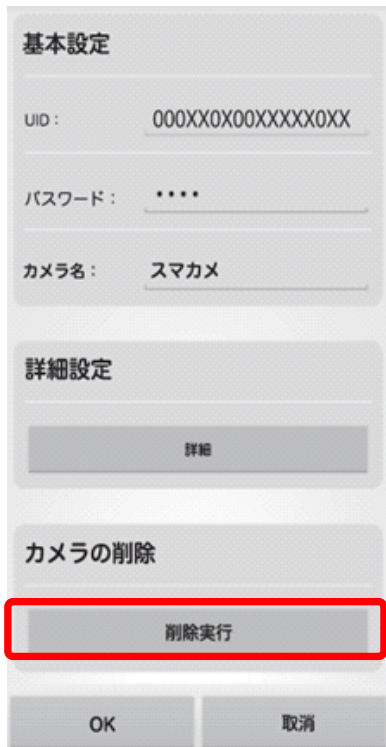 基本設定
UID： 000XX0X00XXXXX0XX
パスワード： ････
カメラ名： スマカメ
詳細設定
詳細
カメラの削除
削除実行
OK 取消